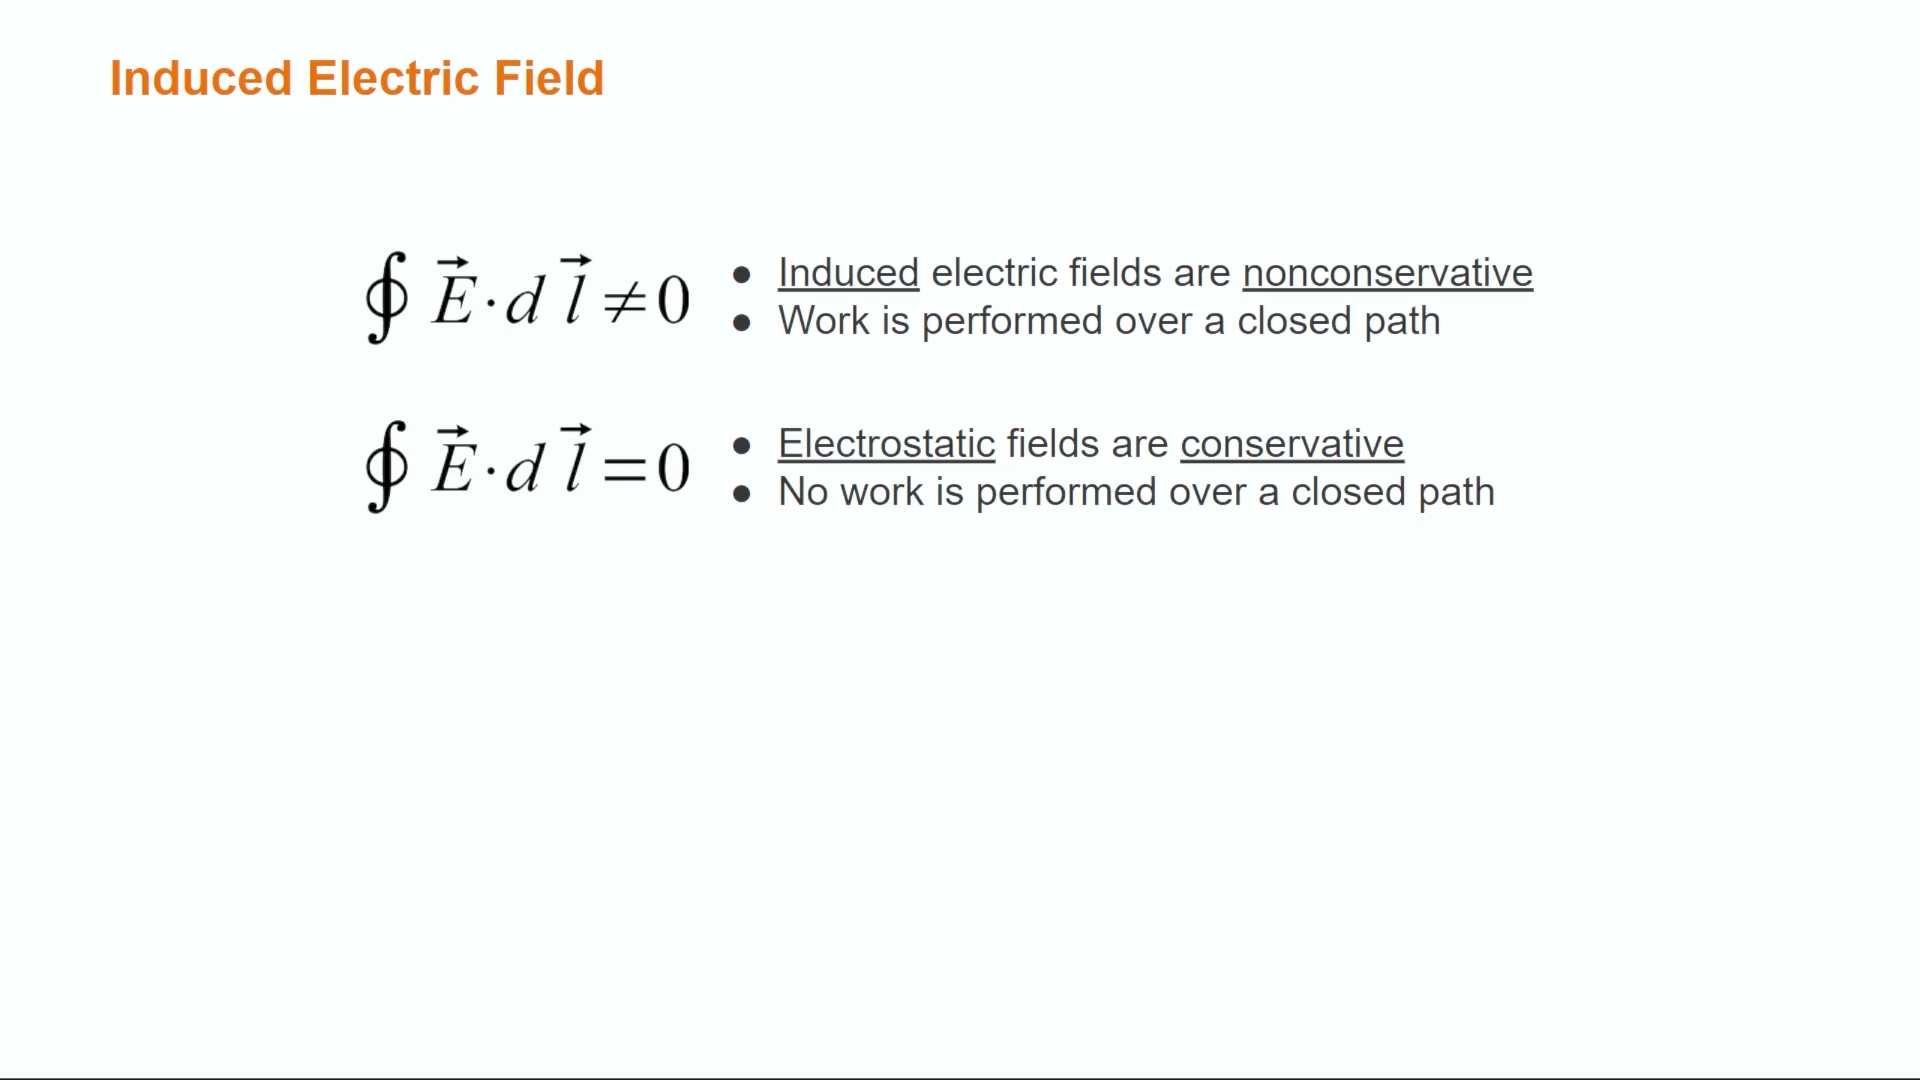 Induced Electric Field
∮ E⃗ · d l⃗ ≠ 0
● Induced electric fields are nonconservative
● Work is performed over a closed path
∮ E⃗ · d l⃗ = 0
● Electrostatic fields are conservative
● No work is performed over a closed path